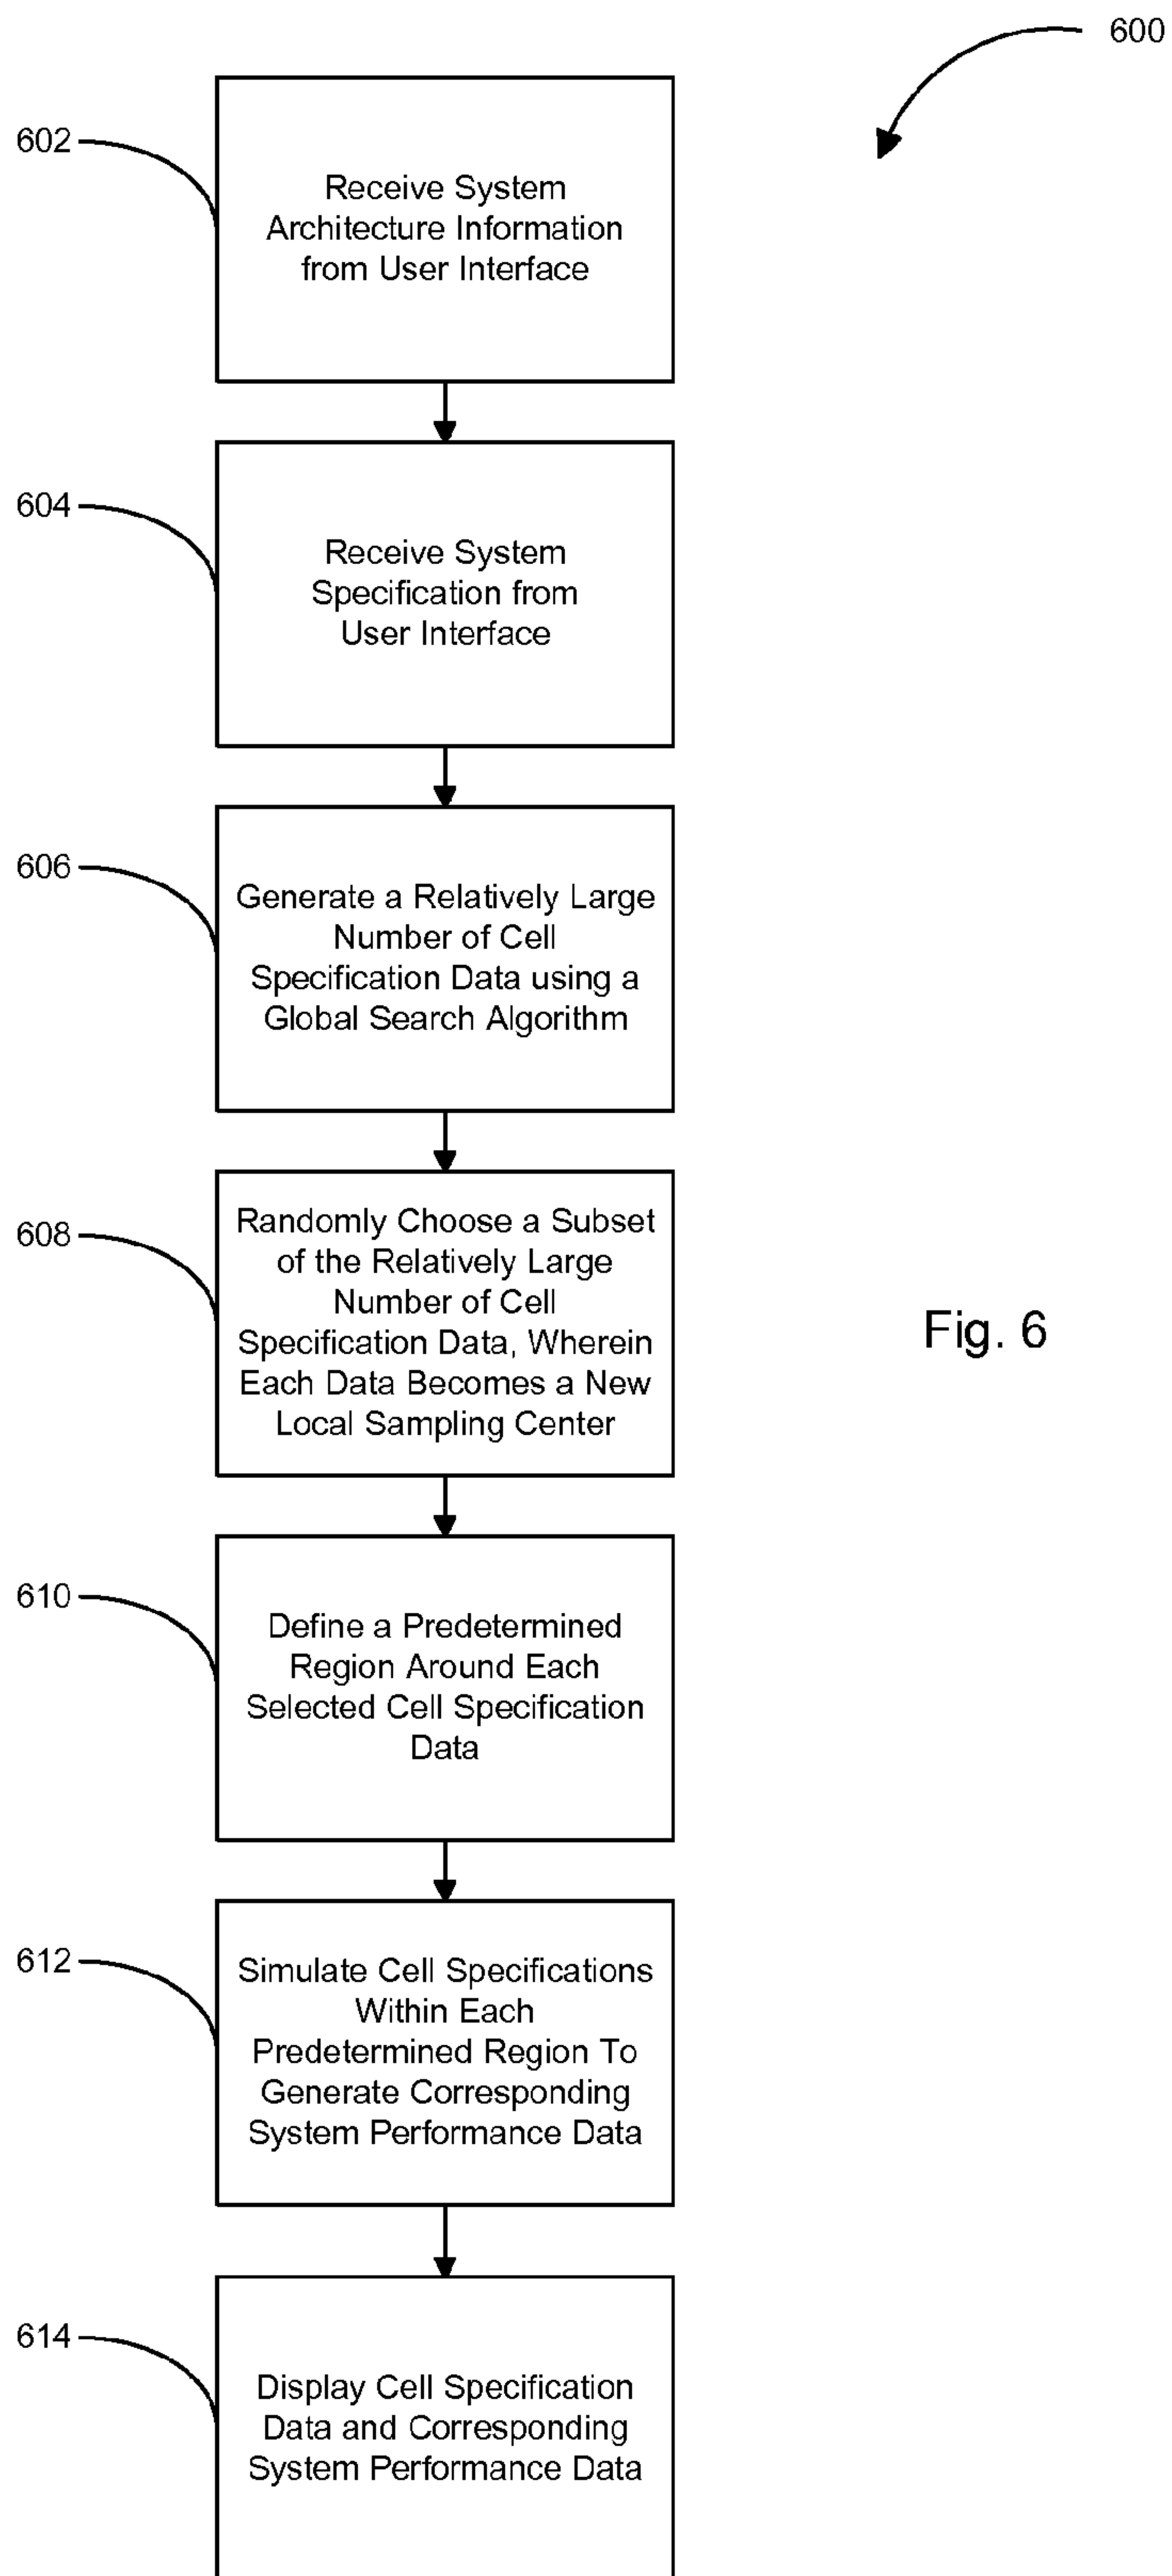 600
602
Receive System
Architecture Information
from User Interface
604
Receive System
Specification from
User Interface
606
Generate a Relatively Large
Number of Cell
Specification Data using a
Global Search Algorithm
608
Randomly Choose a Subset
of the Relatively Large
Number of Cell
Specification Data, Wherein
Each Data Becomes a New
Local Sampling Center
Fig. 6
610
Define a Predetermined
Region Around Each
Selected Cell Specification
Data
612
Simulate Cell Specifications
Within Each
Predetermined Region To
Generate Corresponding
System Performance Data
614
Display Cell Specification
Data and Corresponding
System Performance Data